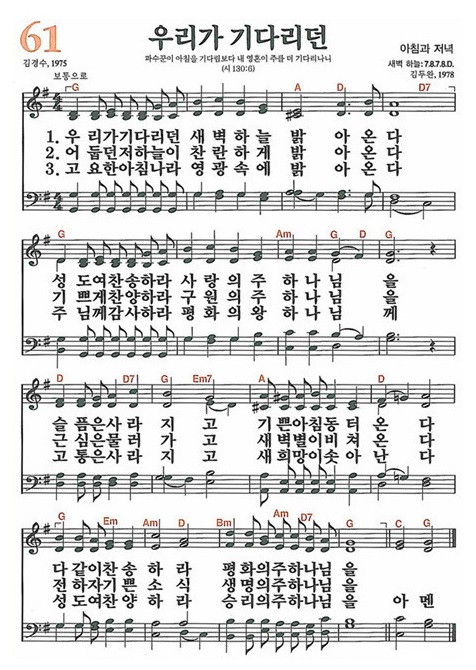 61
우리가 기다리던
파수꾼이 아침을 기다림보다 내 영혼이 주를 더 기다리나니
(시 130:6)
아침과 저녁
김경수, 1975
새벽 하늘: 7.8.7.8.D.
김두완, 1978
보통으로
G A D D7
1. 우 리가기다리던 새 벽 하 늘 밝 아 온 다
2. 어 둡던저하늘이 찬 란 하 게 밝 아 온 다
3. 고 요한아침나라 영 광 속 에 밝 아 온 다
G Am G D G
성 도여찬송하라 사 랑 의 주 하 나 님 을
기 쁘게찬양하라 구 원 의 주 하 나 님 을
주 님께감사하라 평 화 의 왕 하 나 님 께
D D7 G Em7 A D
슬 픔은사라 지 고 기 쁜아침동 터 온 다
근 심은물러 가 고 새 벽별이비 쳐 온 다
고 통은사라 지 고 새 희망이솟 아 난 다
G Em Am D Bm Am D7 G C G
다 같이찬 송 하 라 평화의주하나님 을
전 하자기 쁜 소 식 생명의주하나님 을
성 도여찬 양 하 라 승리의주하나님 을 아 멘